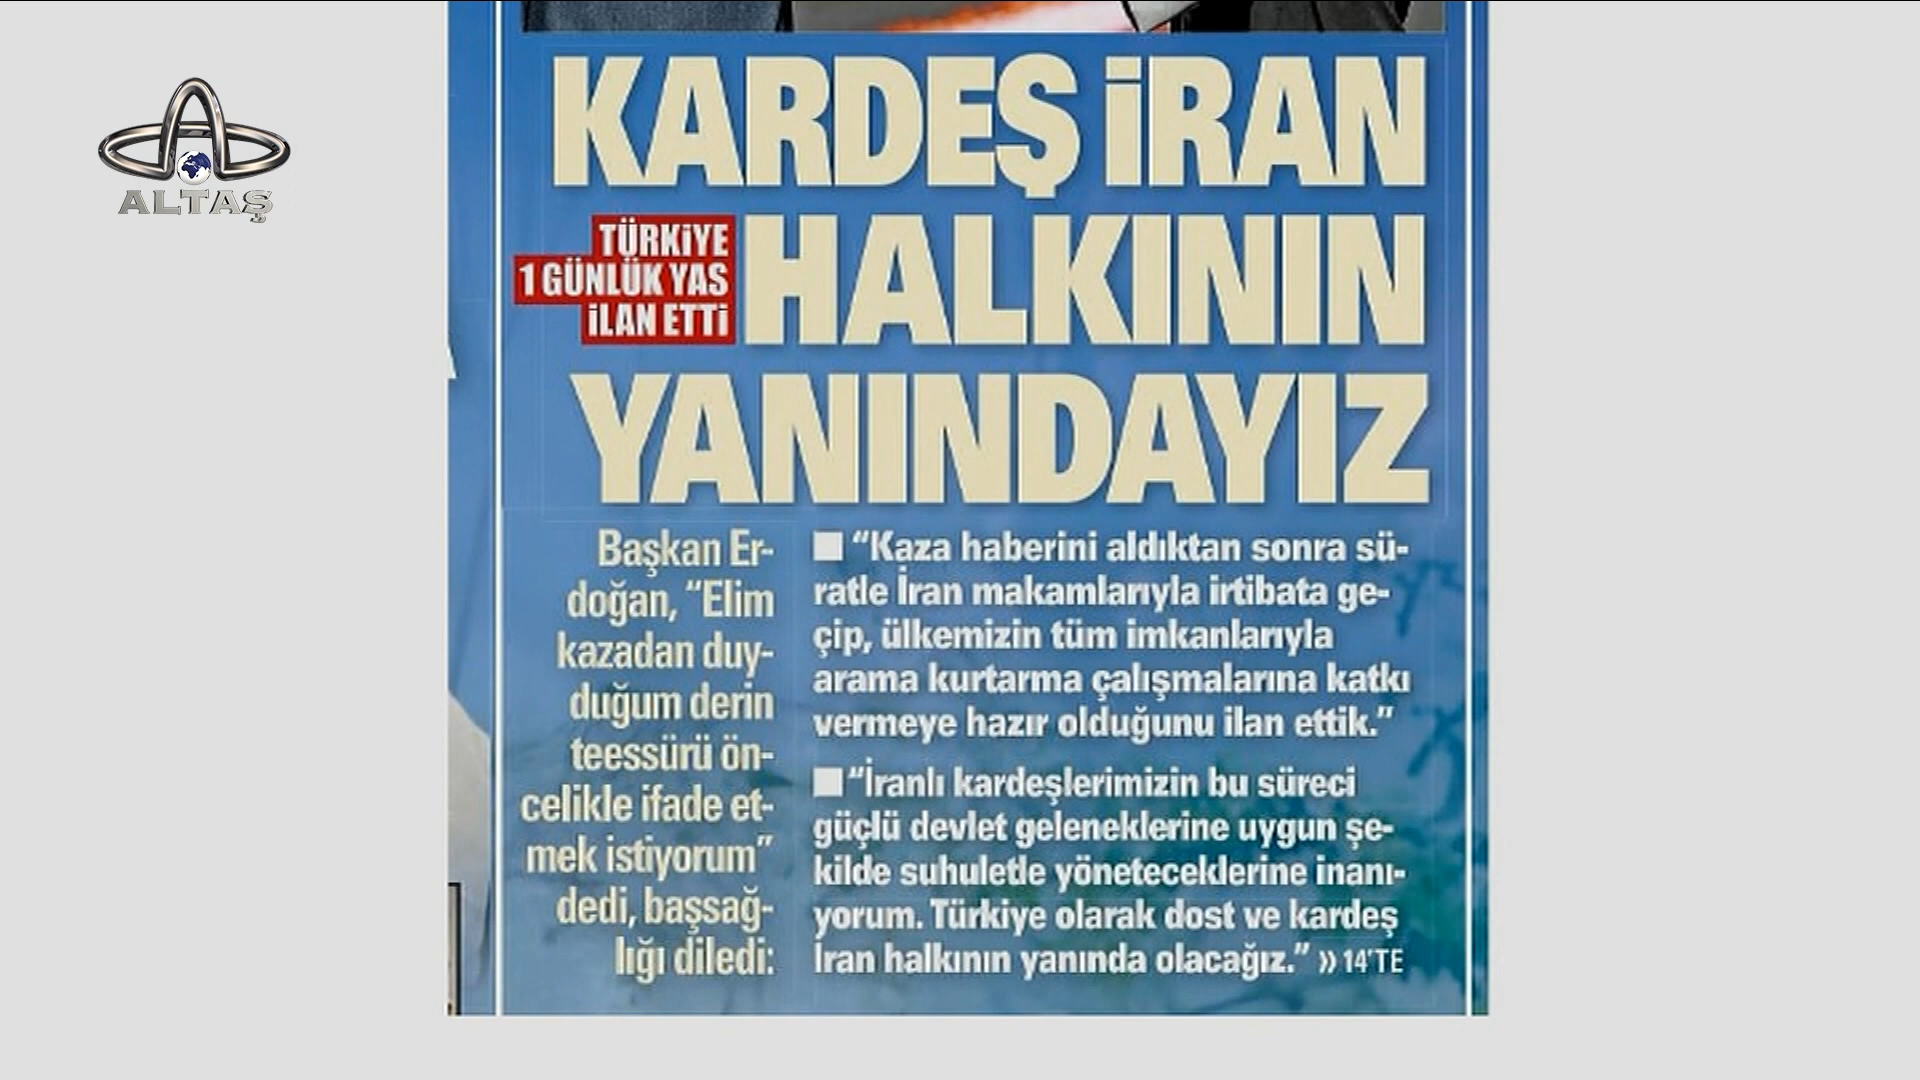 ALTAŞ
KARDEŞ İRAN
TÜRKİYE
1 GÜNLÜK YAS
İLAN ETTİ
HALKININ
YANINDAYIZ
Başkan Er-
doğan, “Elim
kazadan duy-
duğum derin
teessürü ön-
celikle ifade et-
mek istiyorum”
dedi, başsağ-
lığı diledi:
■ “Kaza haberini aldıktan sonra sü-
ratle İran makamlarıyla irtibata ge-
çip, ülkemizin tüm imkanlarıyla
arama kurtarma çalışmalarına katkı
vermeye hazır olduğunu ilan ettik.”
■ “İranlı kardeşlerimizin bu süreci
güçlü devlet geleneklerine uygun şe-
kilde suhuletle yöneteceklerine inanı-
yorum. Türkiye olarak dost ve kardeş
İran halkının yanında olacağız.” » 14’TE